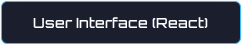 User Interface (React)